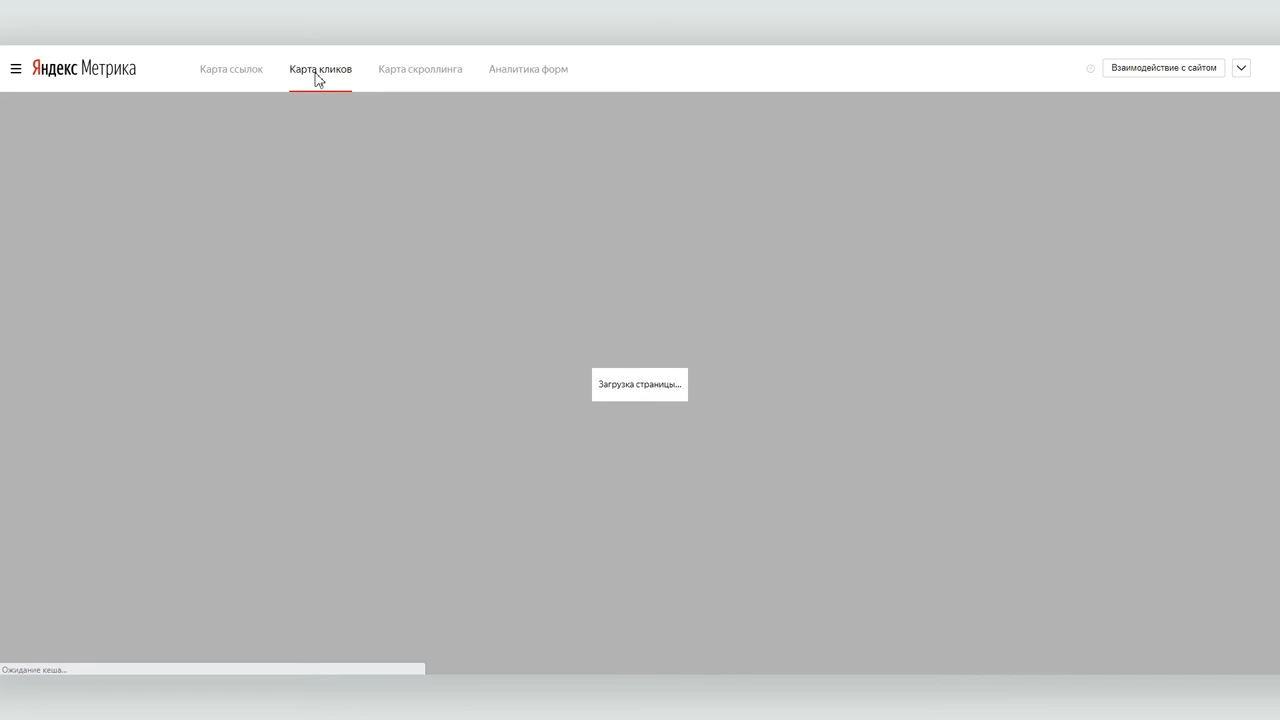 Яндекс Метрика
Карта ссылок
Карта кликов
Карта скроллинга
Аналитика форм
Взаимодействие с сайтом
Загрузка страницы...
Ожидание кеша...